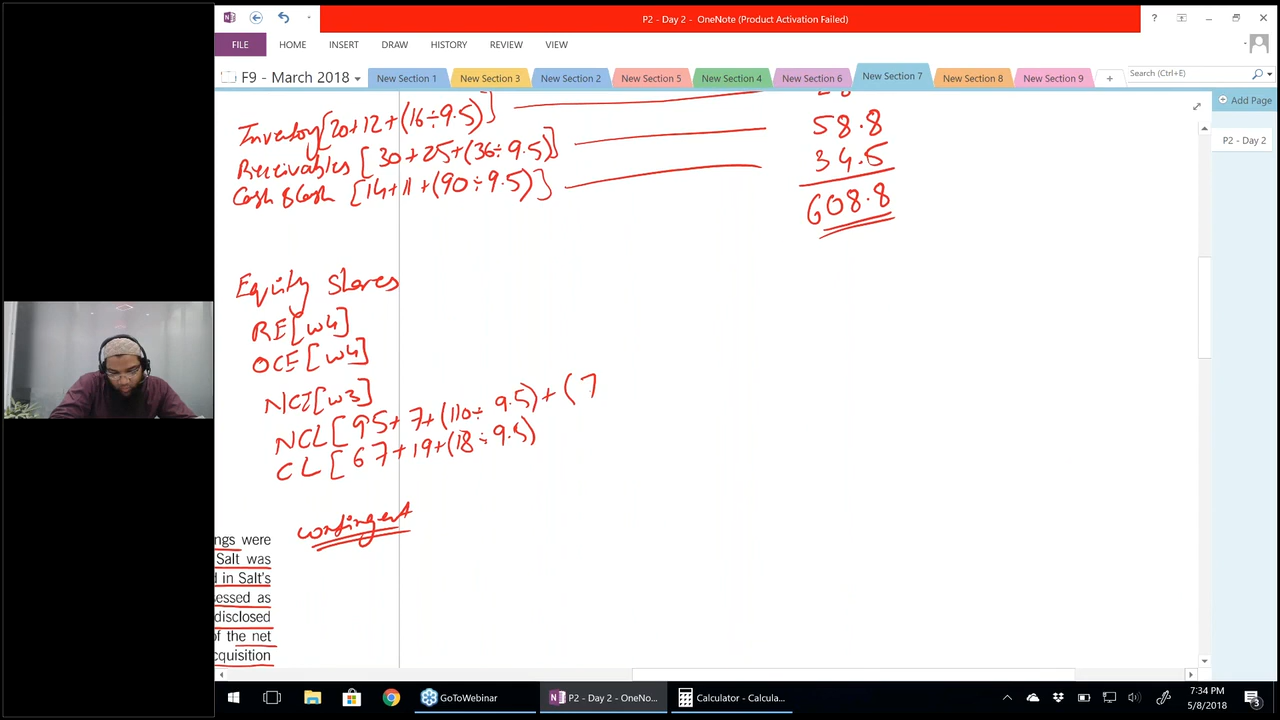 P2 - Day 2 - OneNote (Product Activation Failed)
FILE HOME INSERT DRAW HISTORY REVIEW VIEW
F9 - March 2018 New Section 1 New Section 3 New Section 2 New Section 5 New Section 4 New Section 6 New Section 7 New Section 8 New Section 9 Search (Ctrl+E)
Add Page
P2 - Day 2
Inventory[20+12+(16÷9.5)] 58.8
Receivables [30+25+(36÷9.5)] 34.5
Cash & Cash [14+11+(90÷9.5)] 608.8
Equity Shares
RE[w4]
OCE[w4]
NCI[w3]
NCL[95+7+(110÷9.5)+(7
CL[67+19+(18÷9.5)
contingent
ngs were
Salt was
d in Salt's
essed as
disclosed
of the net
cquisition
GoToWebinar P2 - Day 2 - OneNo... Calculator - Calcula...
7:34 PM
5/8/2018
3